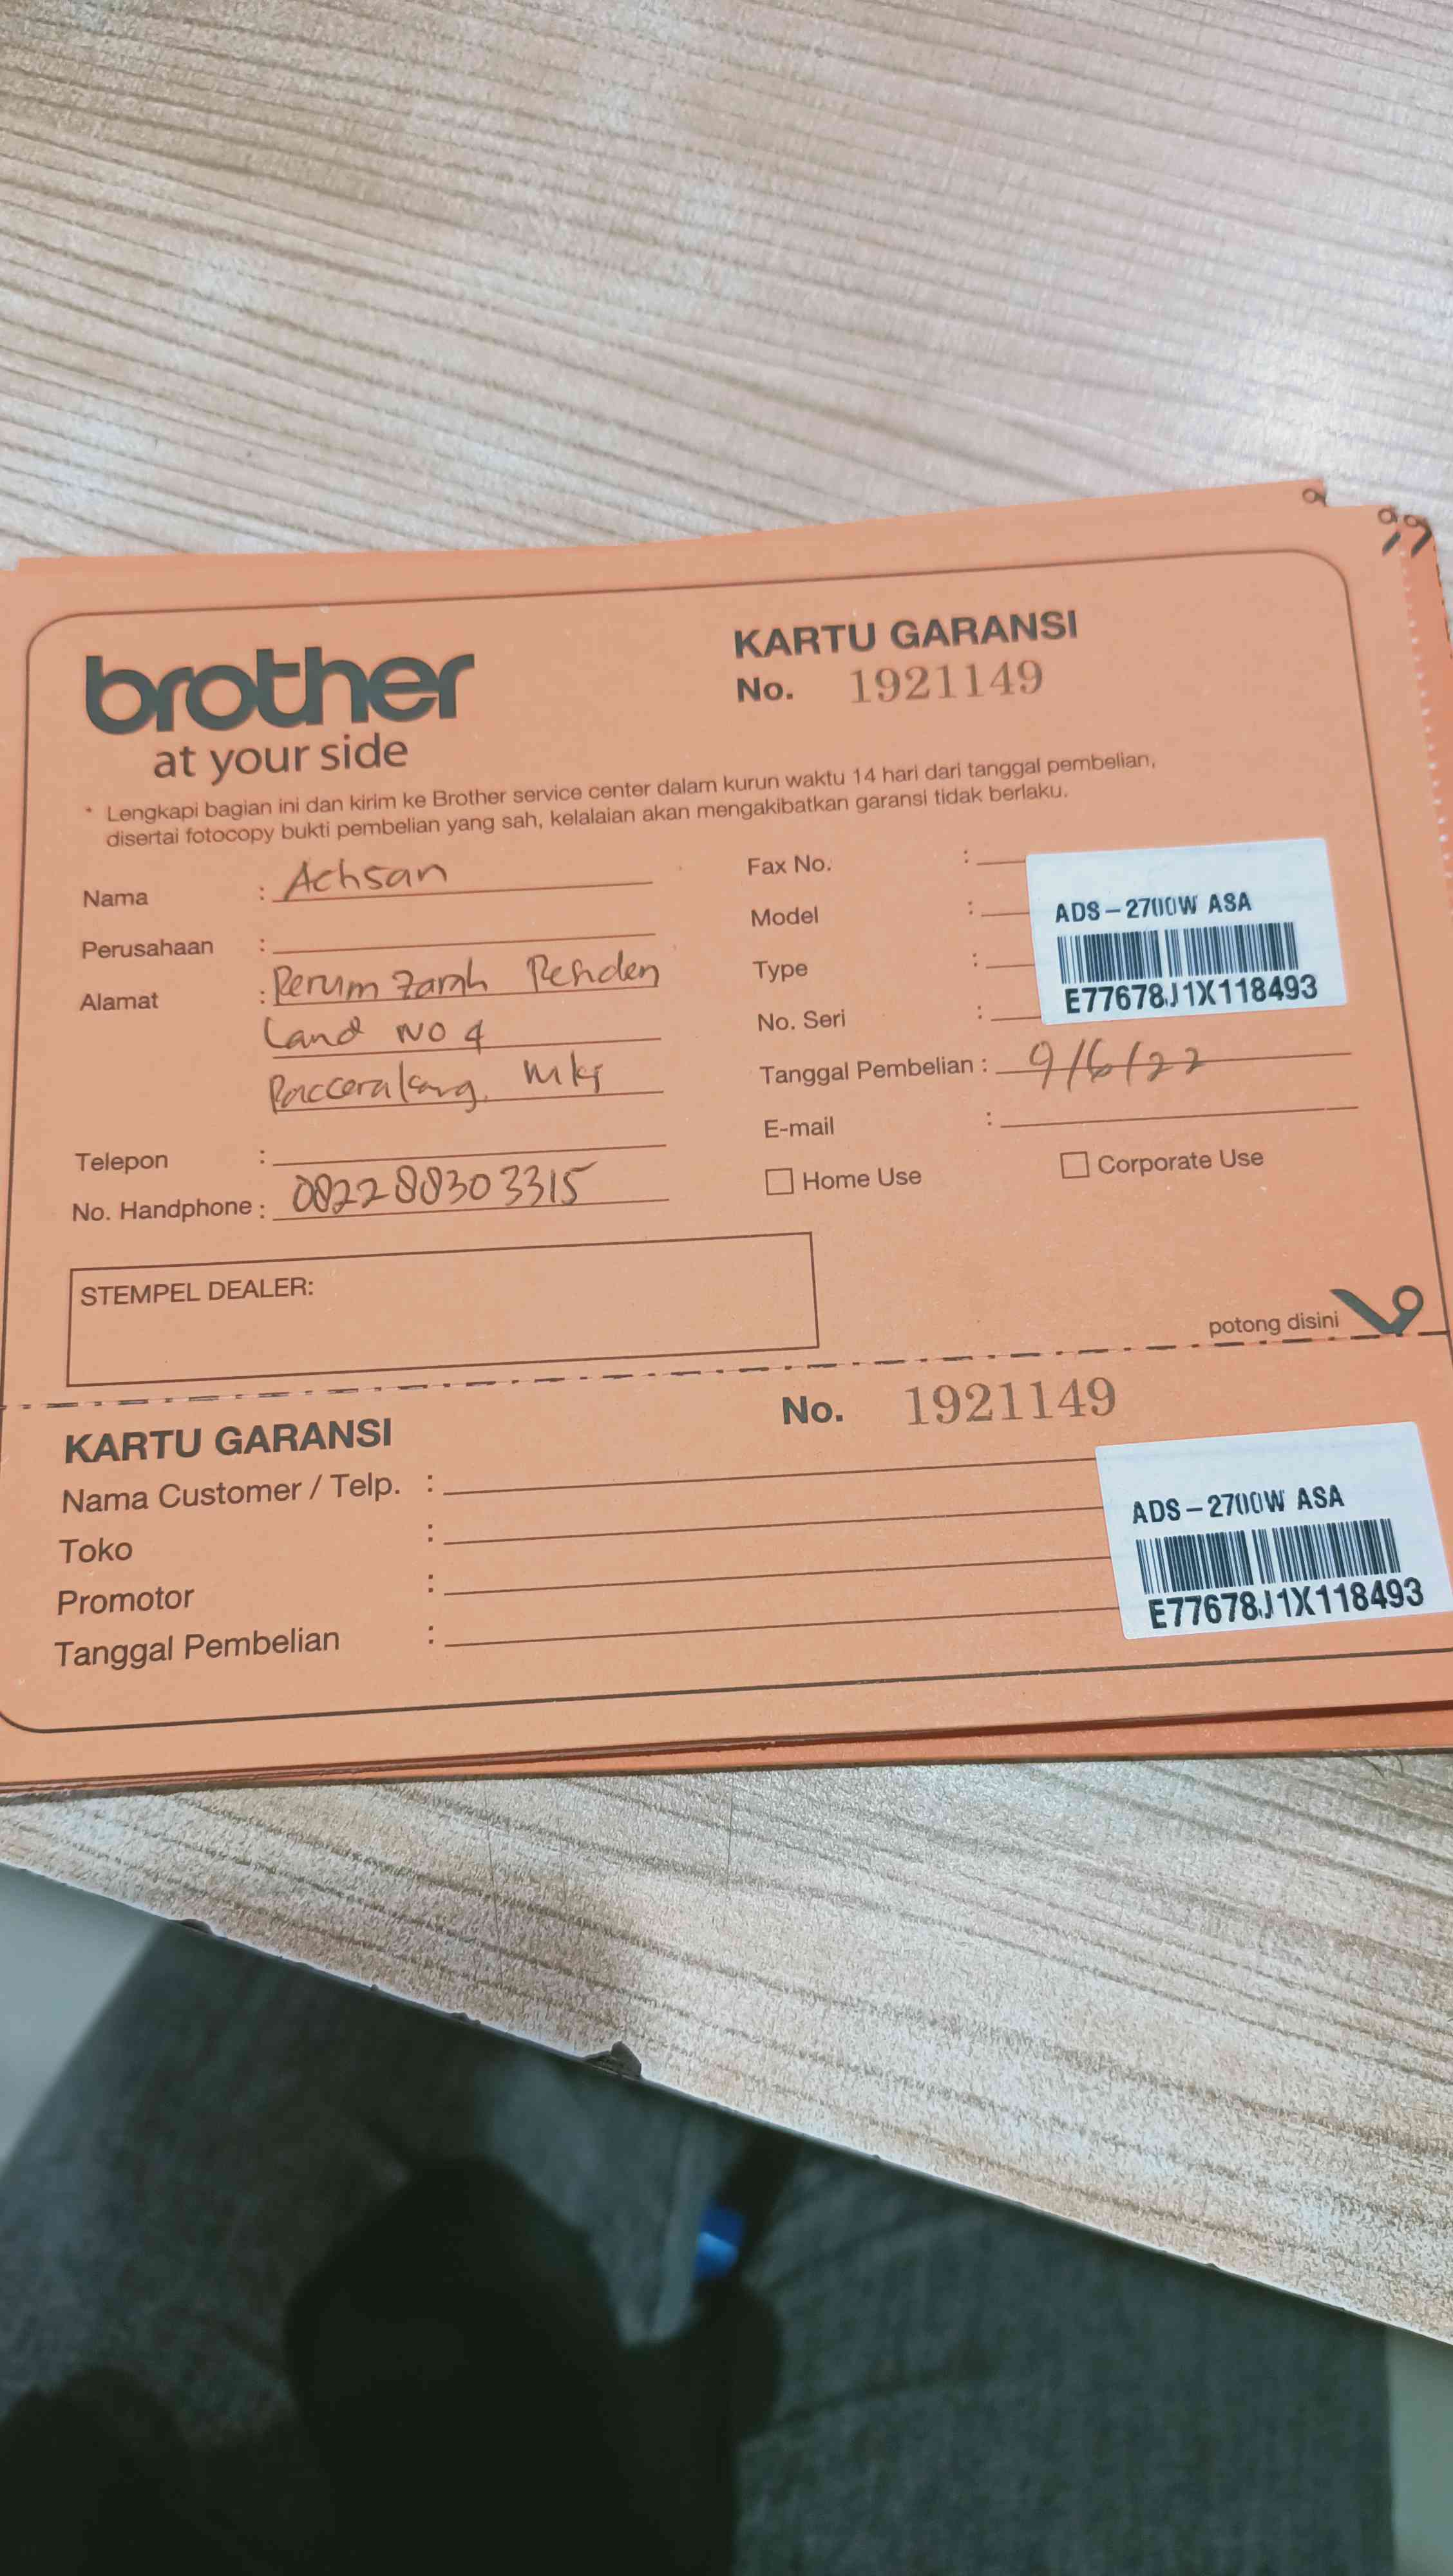 brother
at your side
KARTU GARANSI
No. 1921149
* Lengkapi bagian ini dan kirim ke Brother service center dalam kurun waktu 14 hari dari tanggal pembelian,
disertai fotocopy bukti pembelian yang sah, kelalaian akan mengakibatkan garansi tidak berlaku.
Nama : Achsan
Perusahaan :
Alamat : Perum Zarah Residen
Land NO 4
Paccerakang, Mks
Telepon :
No. Handphone : 082288303315
Fax No. :
Model :
Type :
No. Seri :
ADS-2700W ASA
E77678J1X118493
Tanggal Pembelian : 9/6/22
E-mail :
Home Use Corporate Use
STEMPEL DEALER:
potong disini
KARTU GARANSI
No. 1921149
Nama Customer / Telp. :
Toko :
Promotor :
Tanggal Pembelian :
ADS-2700W ASA
E77678J1X118493